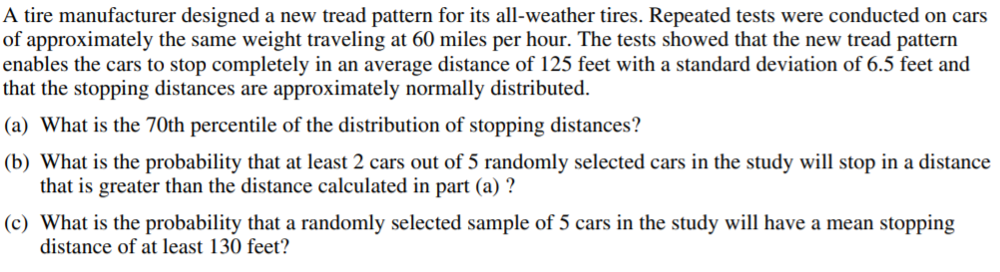 A tire manufacturer designed a new tread pattern for its all-weather tires. Repeated tests were conducted on cars
of approximately the same weight traveling at 60 miles per hour. The tests showed that the new tread pattern
enables the cars to stop completely in an average distance of 125 feet with a standard deviation of 6.5 feet and
that the stopping distances are approximately normally distributed.
(a) What is the 70th percentile of the distribution of stopping distances?
(b) What is the probability that at least 2 cars out of 5 randomly selected cars in the study will stop in a distance
that is greater than the distance calculated in part (a) ?
(c) What is the probability that a randomly selected sample of 5 cars in the study will have a mean stopping
distance of at least 130 feet?